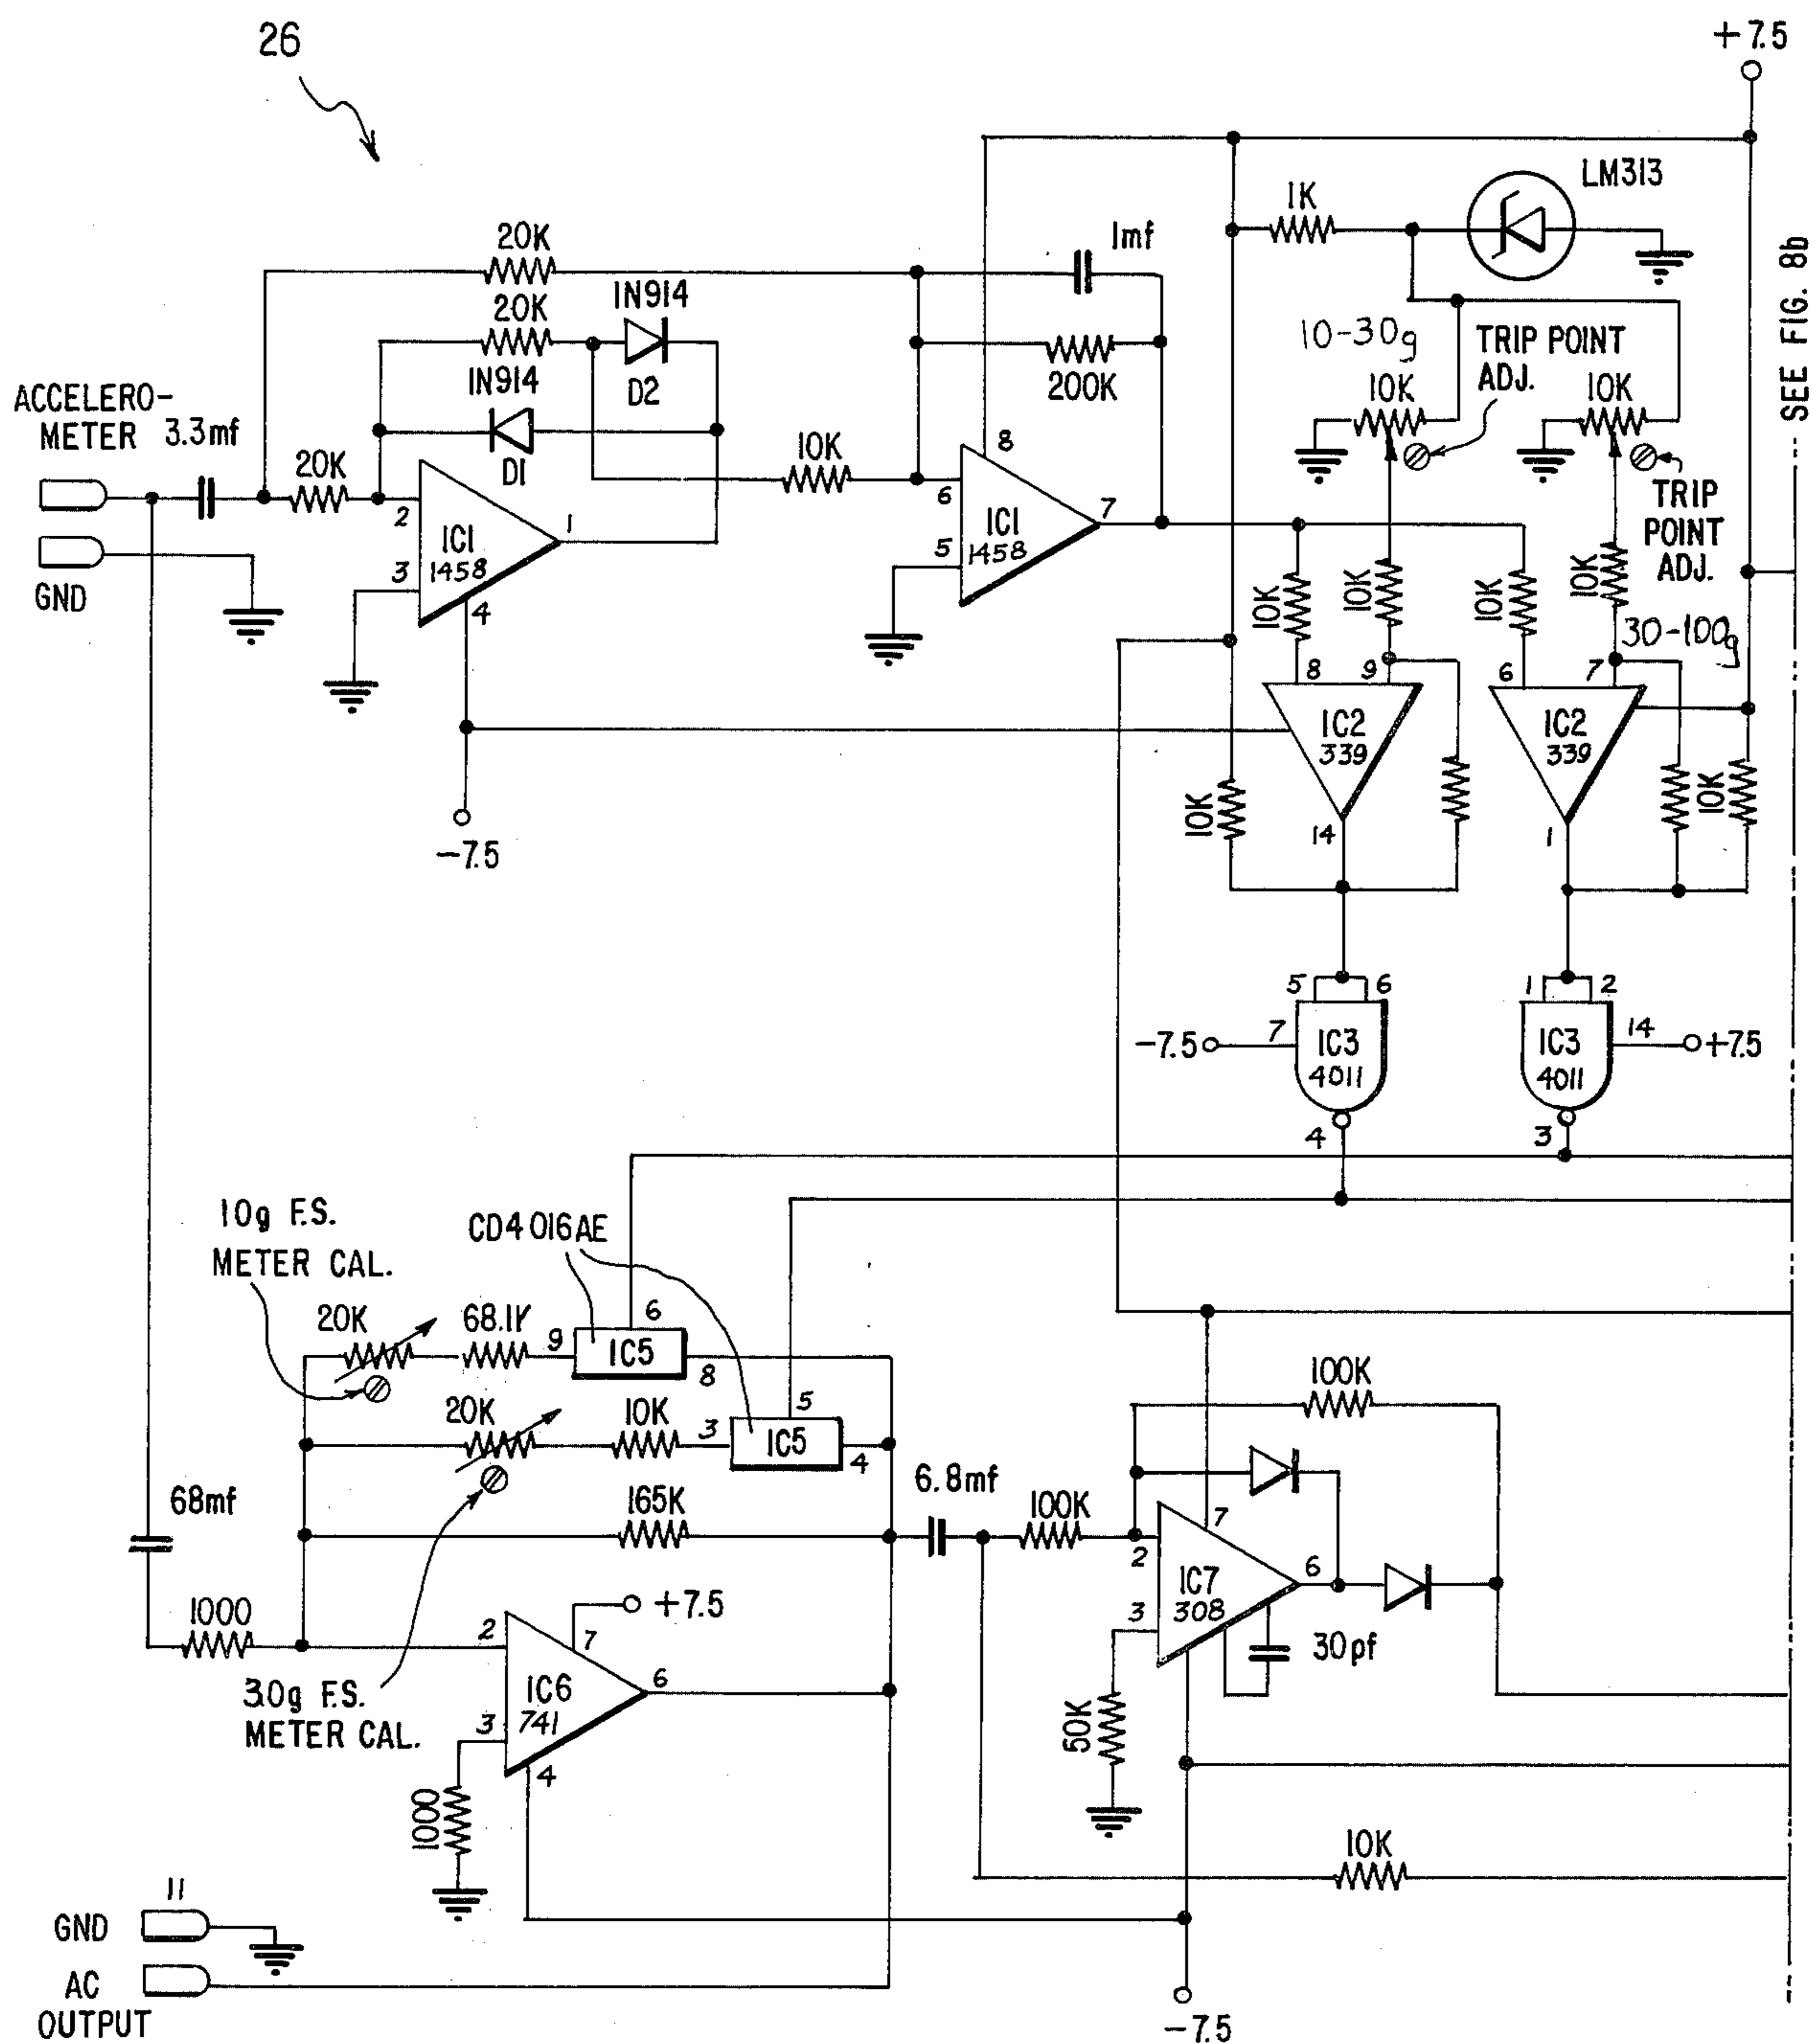 26
+7.5
LM313
1K
20K
1mf
20K
1N914
10-30g
TRIP POINT
ADJ.
SEE FIG. 8b
1N914
D2
200K
10K
10K
ACCELERO-
METER
3.3mf
20K
D1
10K
8
TRIP
POINT
ADJ.
2
1
IC1
1458
6
7
IC1
1458
5
3
4
GND
10K
10K
10K
10K
30-100g
8
9
6
7
IC2
339
IC2
339
10K
10K
-7.5
14
1
5
6
1
2
-7.5
7
IC3
4011
IC3
4011
14
+7.5
4
3
10g F.S.
METER CAL.
CD4016AE
20K
68.1K
6
9
IC5
8
100K
20K
10K
5
3
IC5
4
68mf
165K
6.8mf
100K
7
2
IC7
308
6
3
30pf
1000
2
+7.5
7
IC6
741
6
3
4
30g F.S.
METER CAL.
50K
1000
10K
11
GND
AC
OUTPUT
-7.5